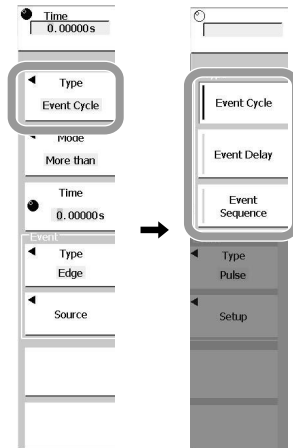 Time
0.00000s
Type
Event Cycle
Mode
More than
Time
0.00000s
Event
Type
Edge
Source
Event Cycle
Event Delay
Event
Sequence
Type
Pulse
Setup